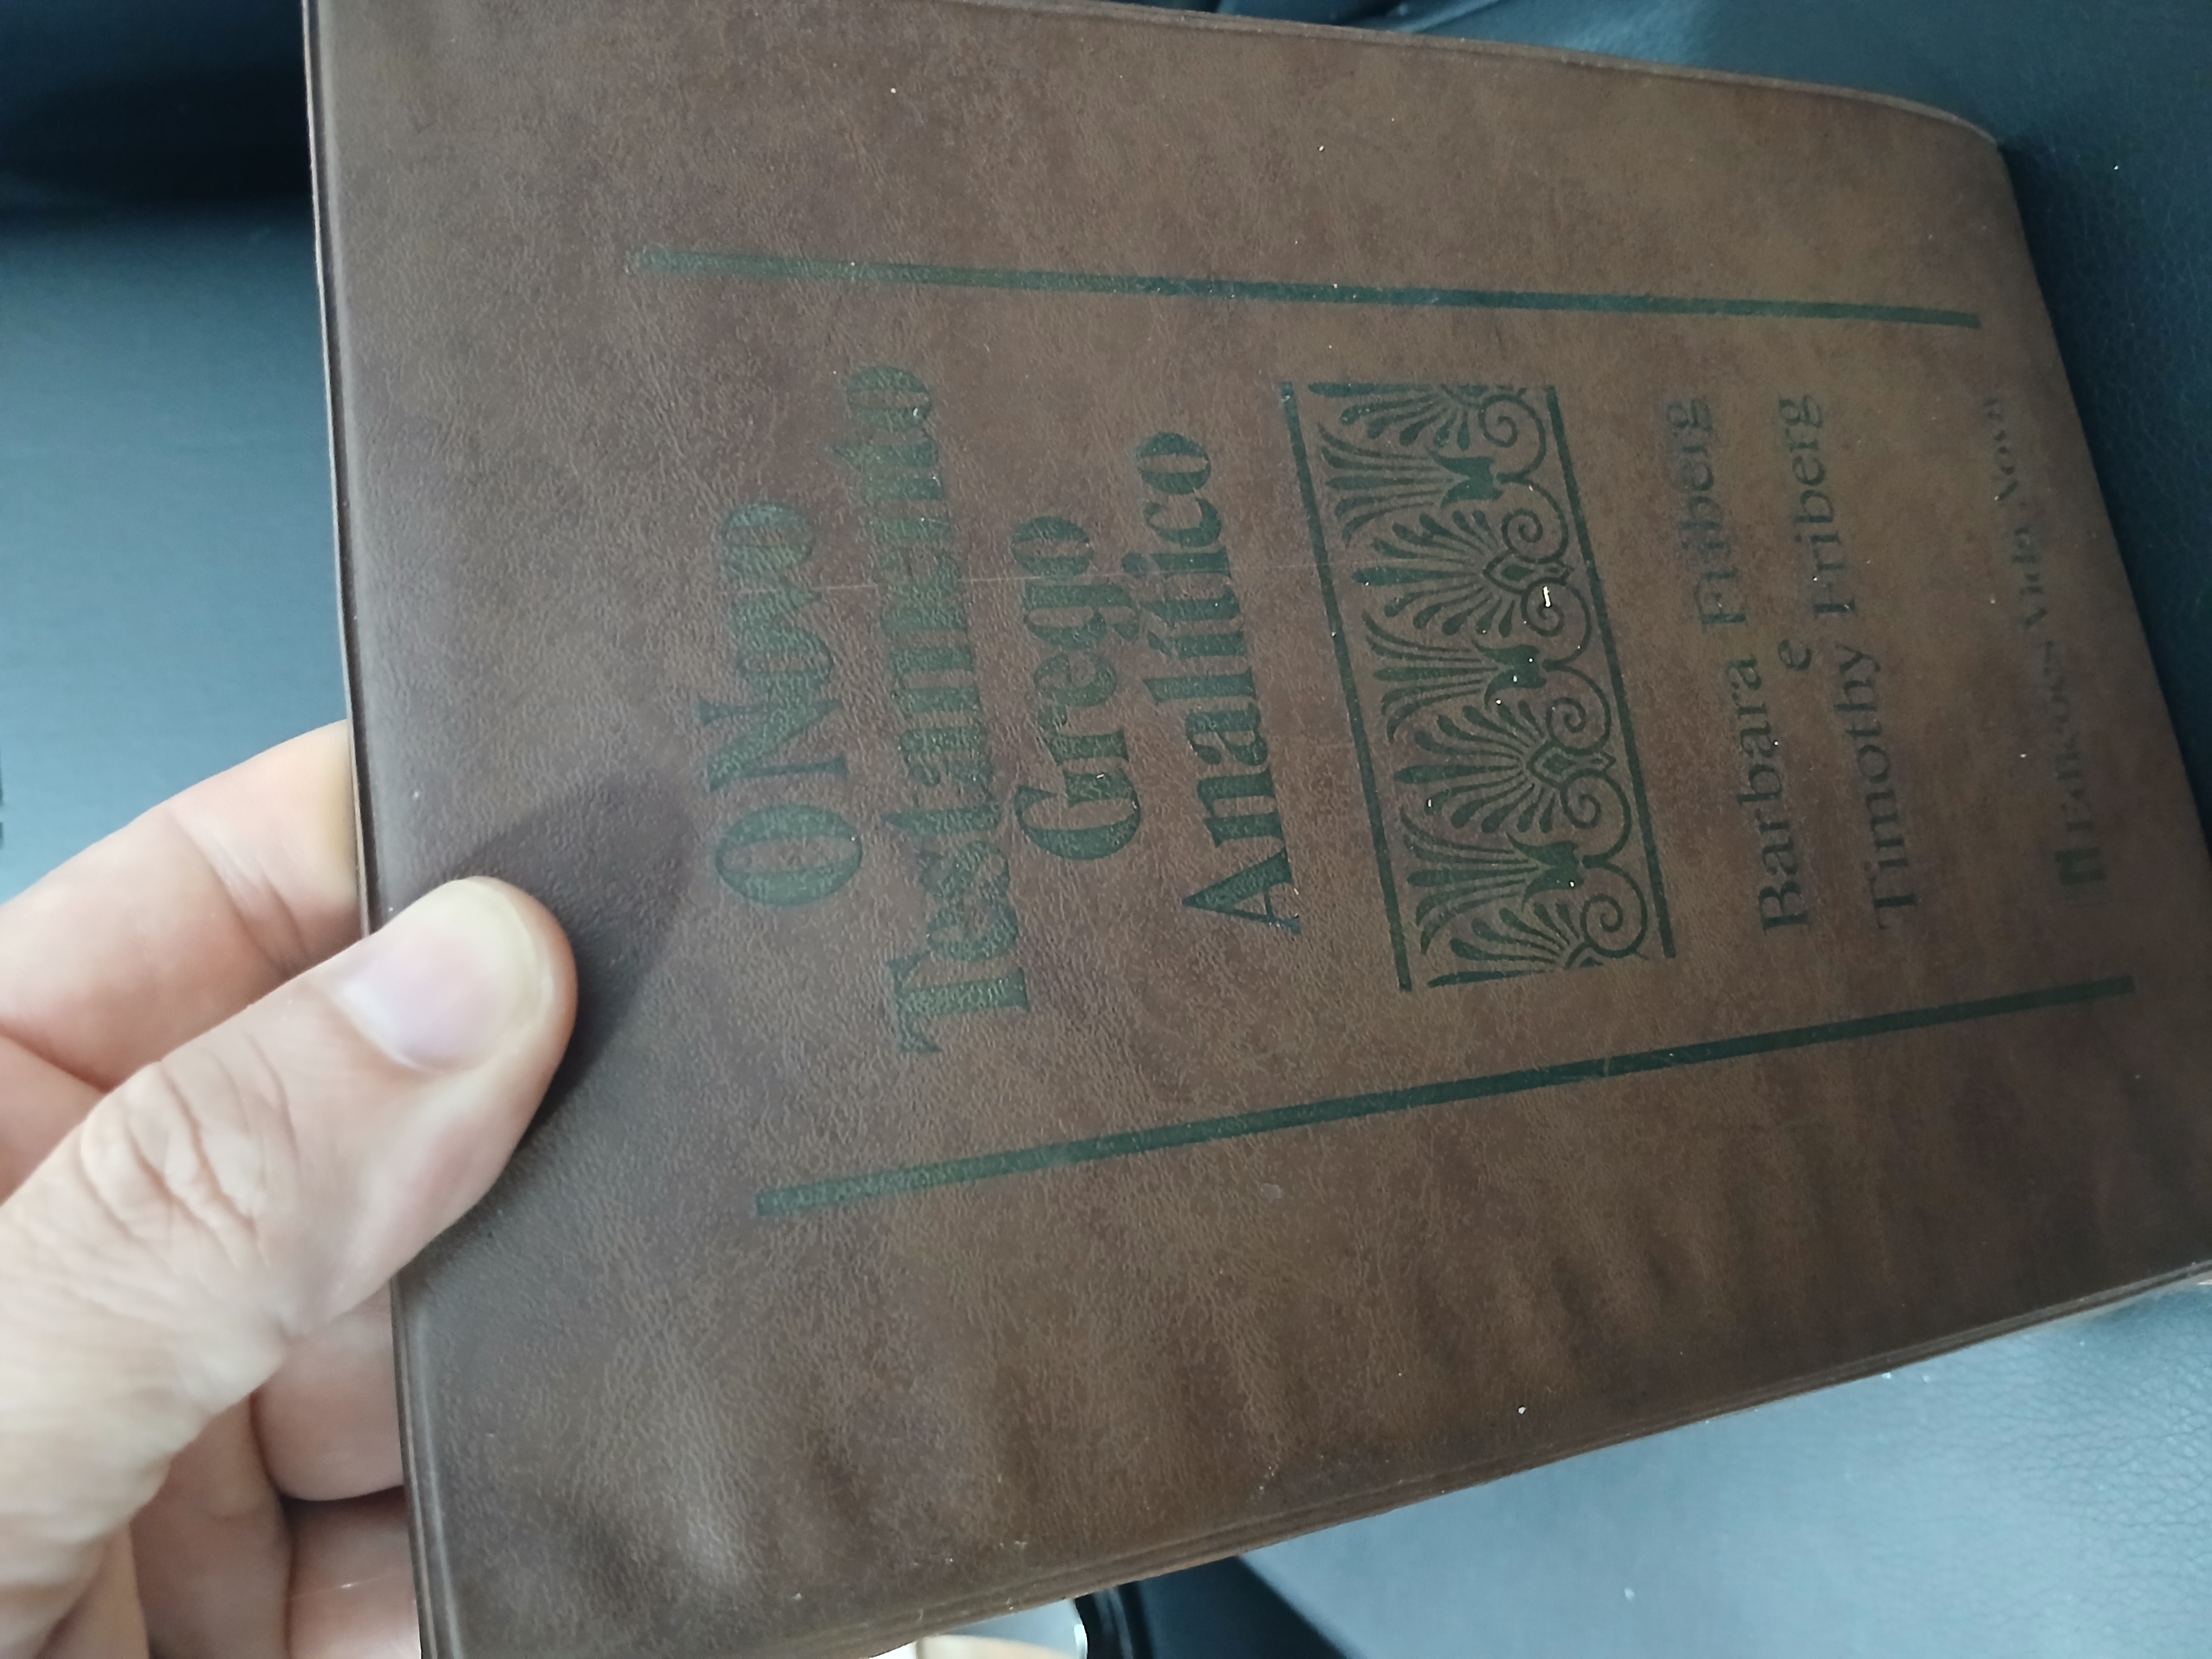 O Novo
Testamento
Grego
Analítico
Barbara Friberg
e
Timothy Friberg
Edições Vida Nova